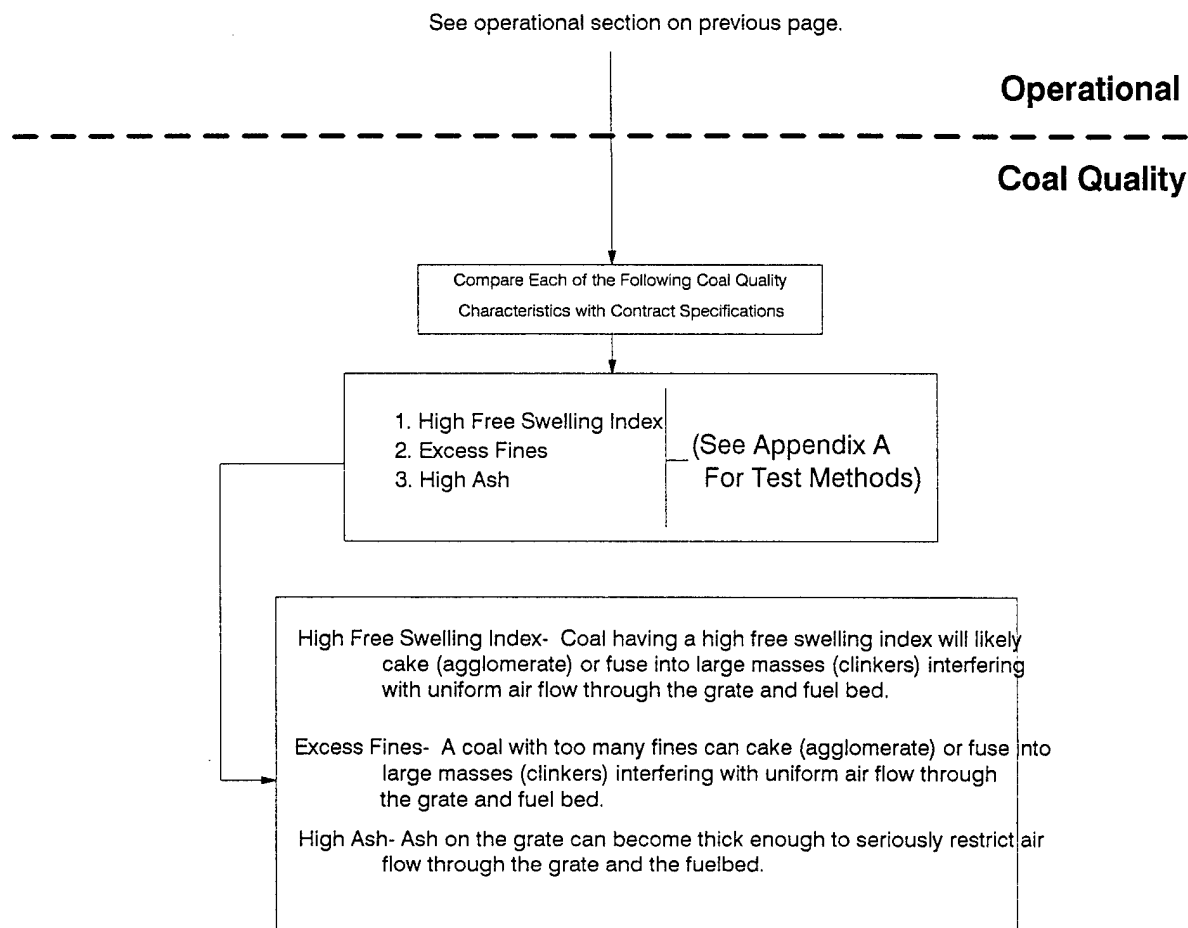 See operational section on previous page.
Operational
Coal Quality
Compare Each of the Following Coal Quality
Characteristics with Contract Specifications
1. High Free Swelling Index
2. Excess Fines
3. High Ash
(See Appendix A
For Test Methods)
High Free Swelling Index- Coal having a high free swelling index will likely
cake (agglomerate) or fuse into large masses (clinkers) interfering
with uniform air flow through the grate and fuel bed.
Excess Fines- A coal with too many fines can cake (agglomerate) or fuse into
large masses (clinkers) interfering with uniform air flow through
the grate and fuel bed.
High Ash- Ash on the grate can become thick enough to seriously restrict air
flow through the grate and the fuelbed.